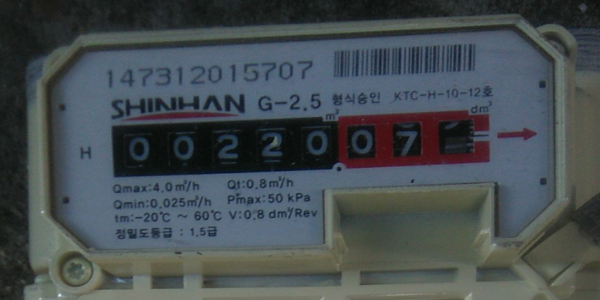 147312015707
SHINHAN G-2.5 형식승인 KTC-H-10-12호
m³ dm³
H 0 0 2 2 0 0 7
Qmax:4.0㎥/h Qt:0.8㎥/h
Qmin:0.025㎥/h Pmax:50 kPa
tm:-20℃ ~ 60℃ V:0.8 dm³/Rev
정밀도등급 : 1.5급